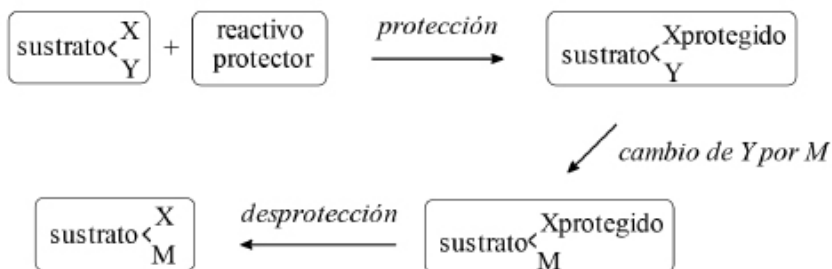 sustrato< X Y + reactivo protector protección sustrato< Xprotegido Y
cambio de Y por M
sustrato< X M desprotección sustrato< Xprotegido M